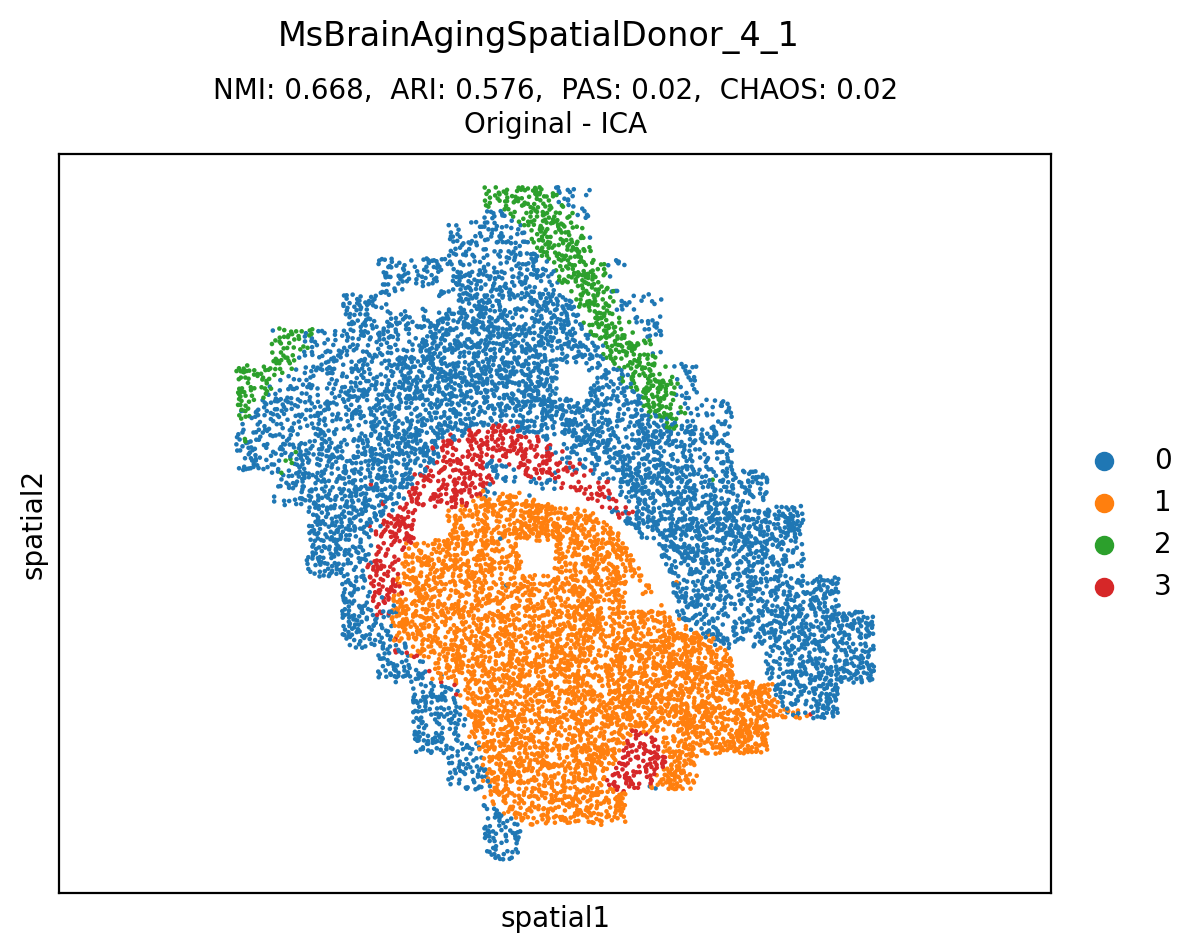 MsBrainAgingSpatialDonor_4_1
NMI: 0.668,  ARI: 0.576,  PAS: 0.02,  CHAOS: 0.02
Original - ICA
spatial2
0
1
2
3
spatial1